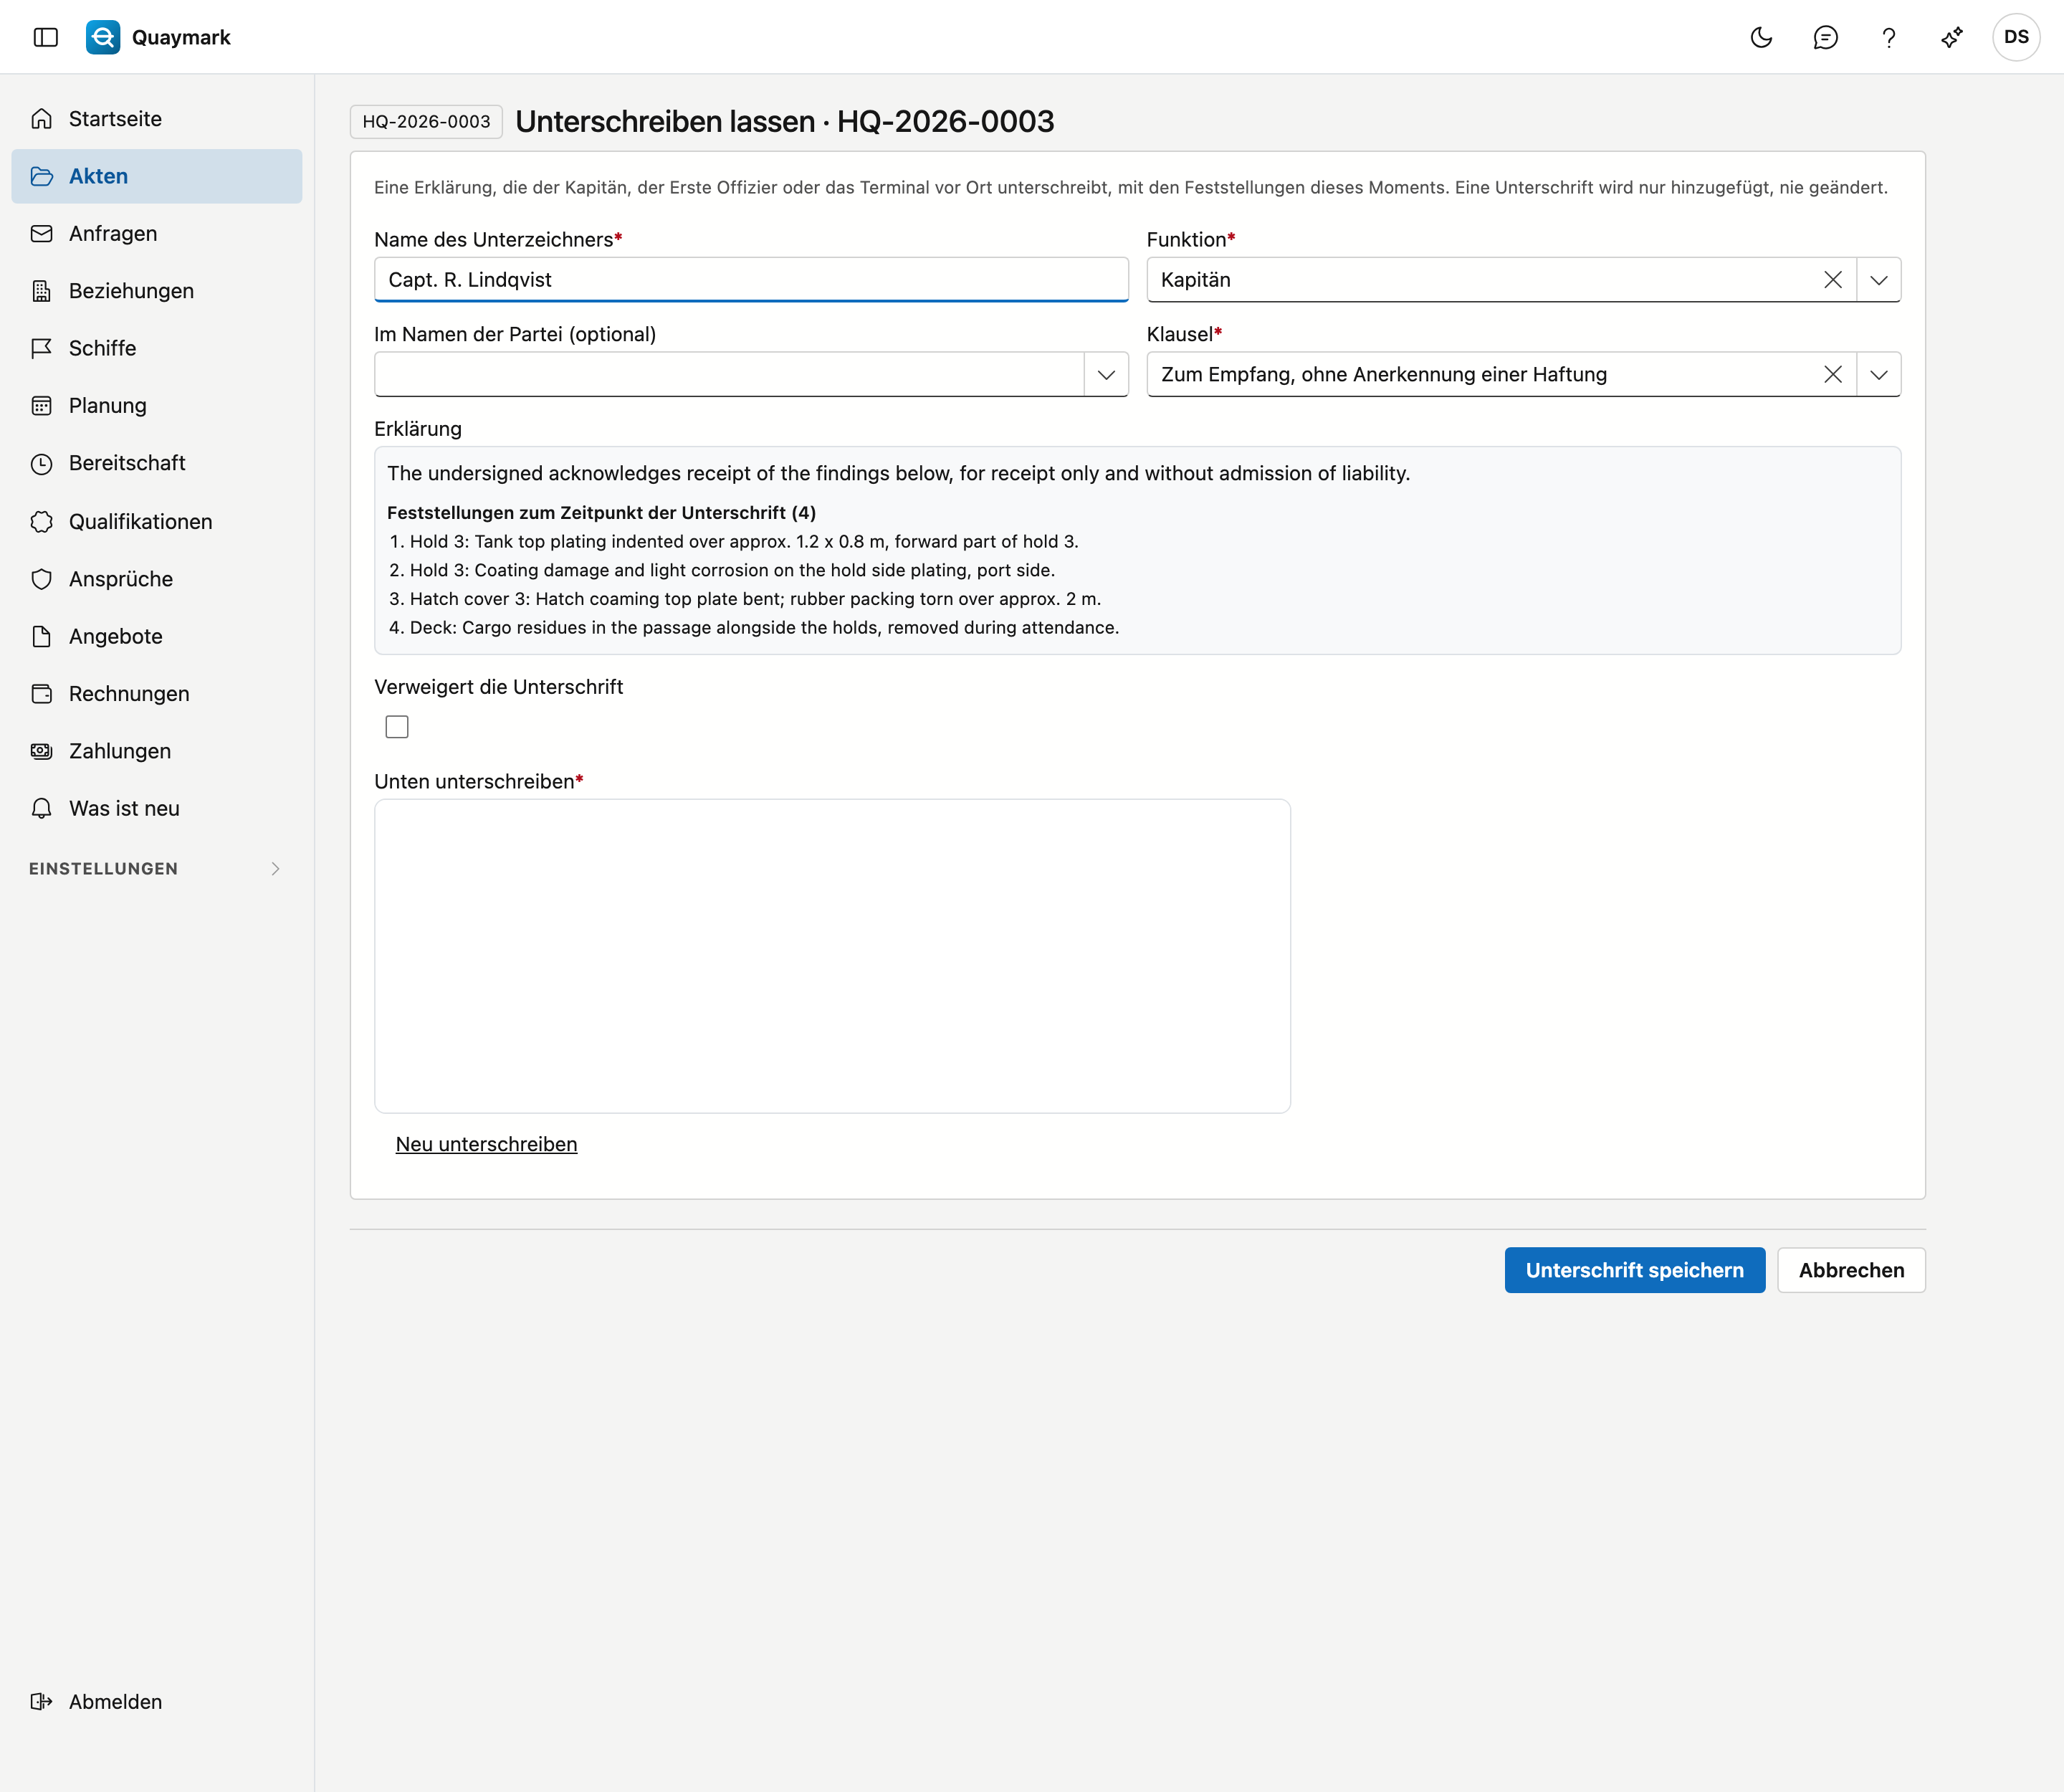 Quaymark
DS
Startseite
Akten
Anfragen
Beziehungen
Schiffe
Planung
Bereitschaft
Qualifikationen
Ansprüche
Angebote
Rechnungen
Zahlungen
Was ist neu
EINSTELLUNGEN
Abmelden
HQ-2026-0003 Unterschreiben lassen · HQ-2026-0003
Eine Erklärung, die der Kapitän, der Erste Offizier oder das Terminal vor Ort unterschreibt, mit den Feststellungen dieses Moments. Eine Unterschrift wird nur hinzugefügt, nie geändert.
Name des Unterzeichners*
Capt. R. Lindqvist
Funktion*
Kapitän
Im Namen der Partei (optional)
Klausel*
Zum Empfang, ohne Anerkennung einer Haftung
Erklärung
The undersigned acknowledges receipt of the findings below, for receipt only and without admission of liability.
Feststellungen zum Zeitpunkt der Unterschrift (4)
1. Hold 3: Tank top plating indented over approx. 1.2 x 0.8 m, forward part of hold 3.
2. Hold 3: Coating damage and light corrosion on the hold side plating, port side.
3. Hatch cover 3: Hatch coaming top plate bent; rubber packing torn over approx. 2 m.
4. Deck: Cargo residues in the passage alongside the holds, removed during attendance.
Verweigert die Unterschrift
Unten unterschreiben*
Neu unterschreiben
Unterschrift speichern
Abbrechen